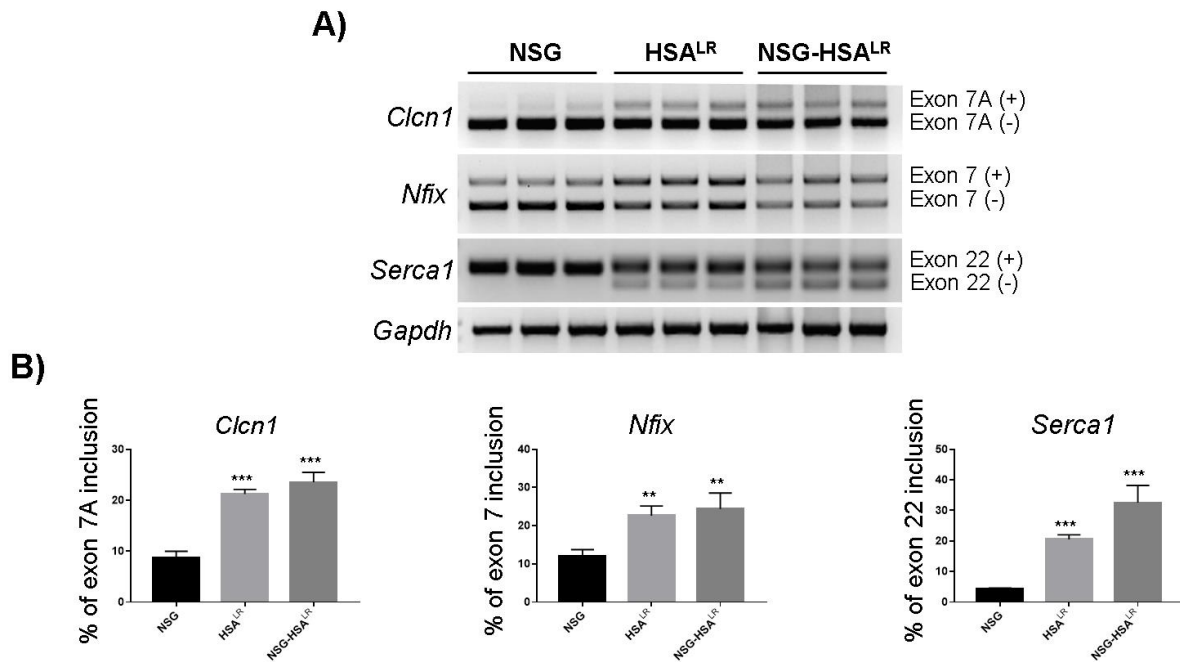 A)
NSG HSA^LR NSG-HSA^LR
Clcn1
Exon 7A (+)
Exon 7A (-)
Nfix
Exon 7 (+)
Exon 7 (-)
Serca1
Exon 22 (+)
Exon 22 (-)
Gapdh
B)
Clcn1
% of exon 7A inclusion
30
20
10
0
***
***
NSG
HSA^LR
NSG-HSA^LR
Nfix
% of exon 7 inclusion
40
30
20
10
0
**
**
NSG
HSA^LR
NSG-HSA^LR
Serca1
% of exon 22 inclusion
50
40
30
20
10
0
***
***
NSG
HSA^LR
NSG-HSA^LR